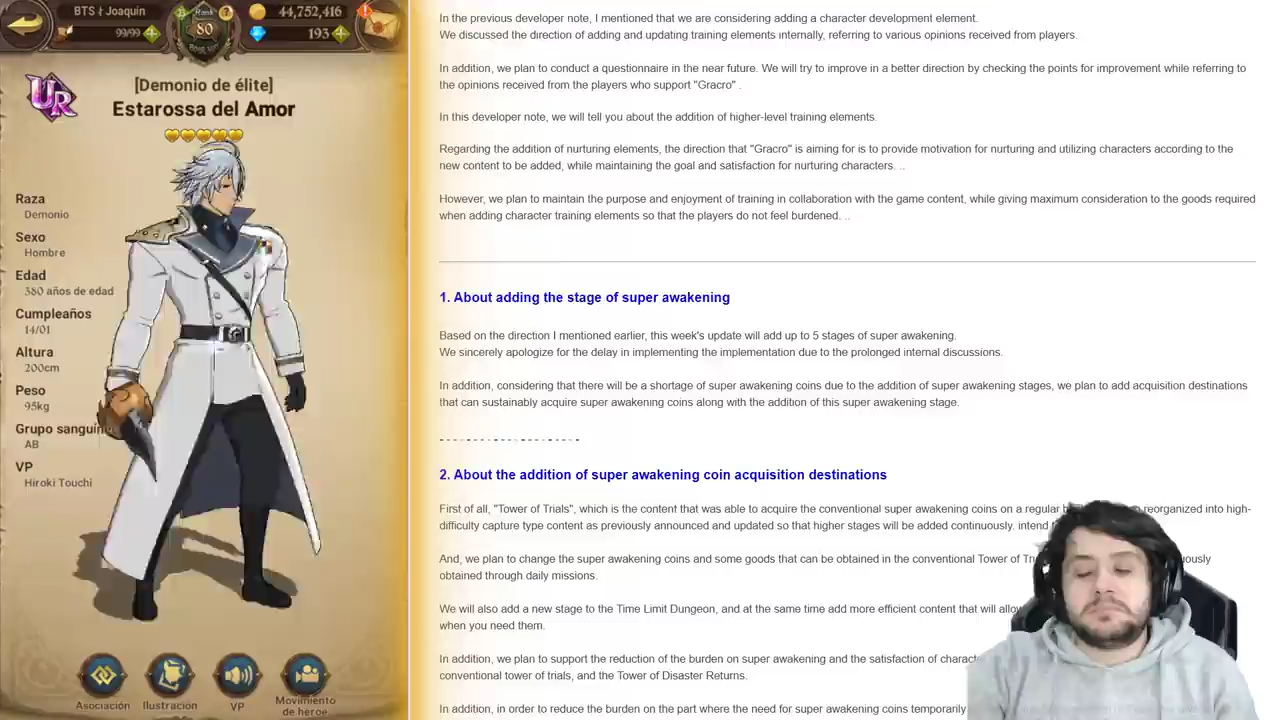 BTS ⚕ Joaquín
99/99
33
Rank
80
?
44,752,416
193
!
UR
[Demonio de élite]
Estarossa del Amor
Raza
Demonio
Sexo
Hombre
Edad
380 años de edad
Cumpleaños
14/01
Altura
200cm
Peso
95kg
Grupo sanguín
AB
VP
Hiroki Touchi
Asociación
Ilustración
VP
Movimiento
de héroe
In the previous developer note, I mentioned that we are considering adding a character development element.
We discussed the direction of adding and updating training elements internally, referring to various opinions received from players.
In addition, we plan to conduct a questionnaire in the near future. We will try to improve in a better direction by checking the points for improvement while referring to
the opinions received from the players who support "Gracro" .
In this developer note, we will tell you about the addition of higher-level training elements.
Regarding the addition of nurturing elements, the direction that "Gracro" is aiming for is to provide motivation for nurturing and utilizing characters according to the
new content to be added, while maintaining the goal and satisfaction for nurturing characters. ..
However, we plan to maintain the purpose and enjoyment of training in collaboration with the game content, while giving maximum consideration to the goods required
when adding character training elements so that the players do not feel burdened. ..
1. About adding the stage of super awakening
Based on the direction I mentioned earlier, this week's update will add up to 5 stages of super awakening.
We sincerely apologize for the delay in implementing the implementation due to the prolonged internal discussions.
In addition, considering that there will be a shortage of super awakening coins due to the addition of super awakening stages, we plan to add acquisition destinations
that can sustainably acquire super awakening coins along with the addition of this super awakening stage.
--------------------
2. About the addition of super awakening coin acquisition destinations
First of all, "Tower of Trials", which is the content that was able to acquire the conventional super awakening coins on a regular reorganized into high-
difficulty capture type content as previously announced and updated so that higher stages will be added continuously. intend
And, we plan to change the super awakening coins and some goods that can be obtained in the conventional Tower of
obtained through daily missions.
We will also add a new stage to the Time Limit Dungeon, and at the same time add more efficient content that will
when you need them.
In addition, we plan to support the reduction of the burden on super awakening and the satisfaction of
conventional tower of trials, and the Tower of Disaster Returns.
In addition, in order to reduce the burden on the part where the need for super awakening coins temporarily